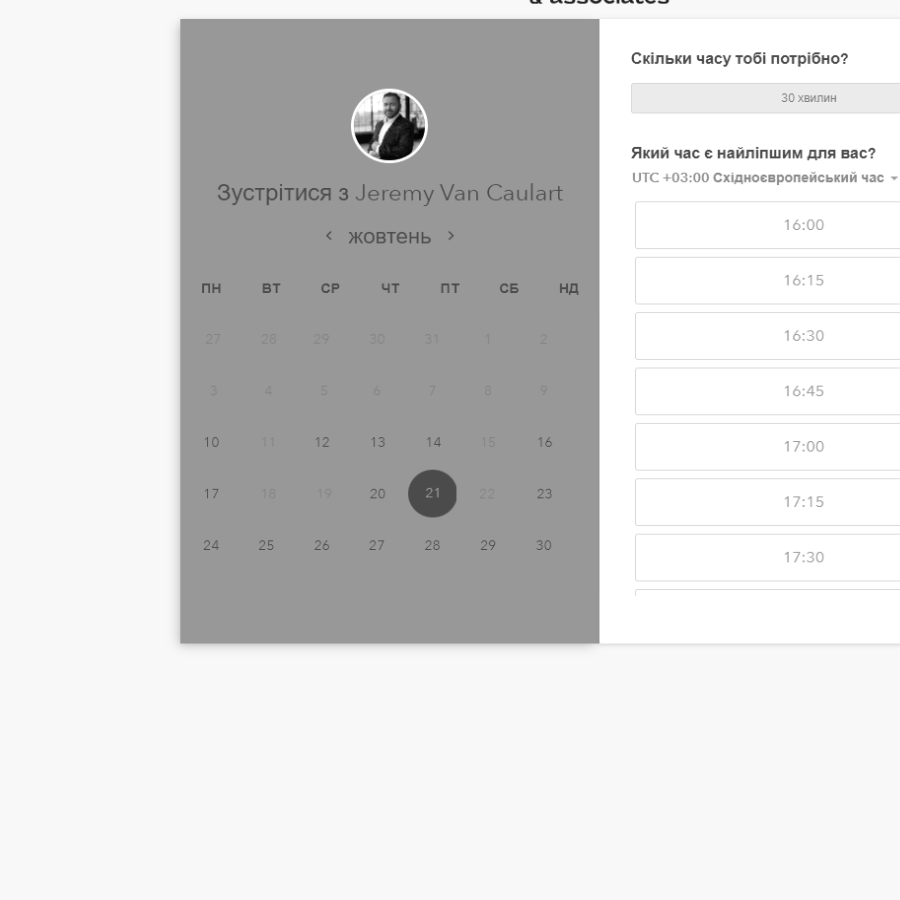 & associates
Зустрітися з Jeremy Van Caulart
‹ жовтень ›
ПН ВТ СР ЧТ ПТ СБ НД
27 28 29 30 31 1 2
3 4 5 6 7 8 9
10 11 12 13 14 15 16
17 18 19 20 21 22 23
24 25 26 27 28 29 30
Скільки часу тобі потрібно?
30 хвилин
Який час є найліпшим для вас?
UTC +03:00 Східноєвропейський час
16:00
16:15
16:30
16:45
17:00
17:15
17:30